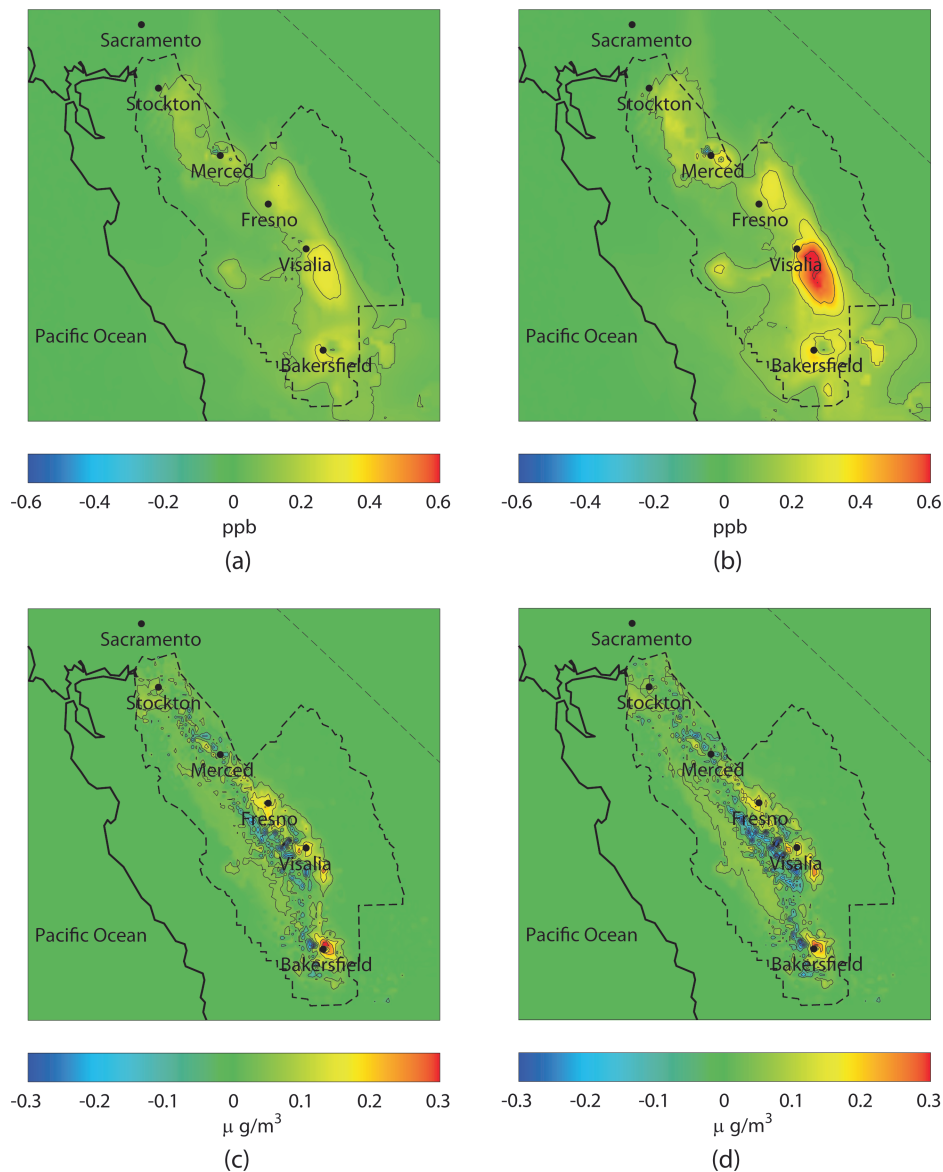 Sacramento
Stockton
Merced
Fresno
Visalia
Pacific Ocean
Bakersfield
-0.6 -0.4 -0.2 0 0.2 0.4 0.6
ppb
(a)
Sacramento
Stockton
Merced
Fresno
Visalia
Pacific Ocean
Bakersfield
-0.6 -0.4 -0.2 0 0.2 0.4 0.6
ppb
(b)
Sacramento
Stockton
Merced
Fresno
Visalia
Pacific Ocean
Bakersfield
-0.3 -0.2 -0.1 0 0.1 0.2 0.3
μ g/m³
(c)
Sacramento
Stockton
Merced
Fresno
Visalia
Pacific Ocean
Bakersfield
-0.3 -0.2 -0.1 0 0.1 0.2 0.3
μ g/m³
(d)